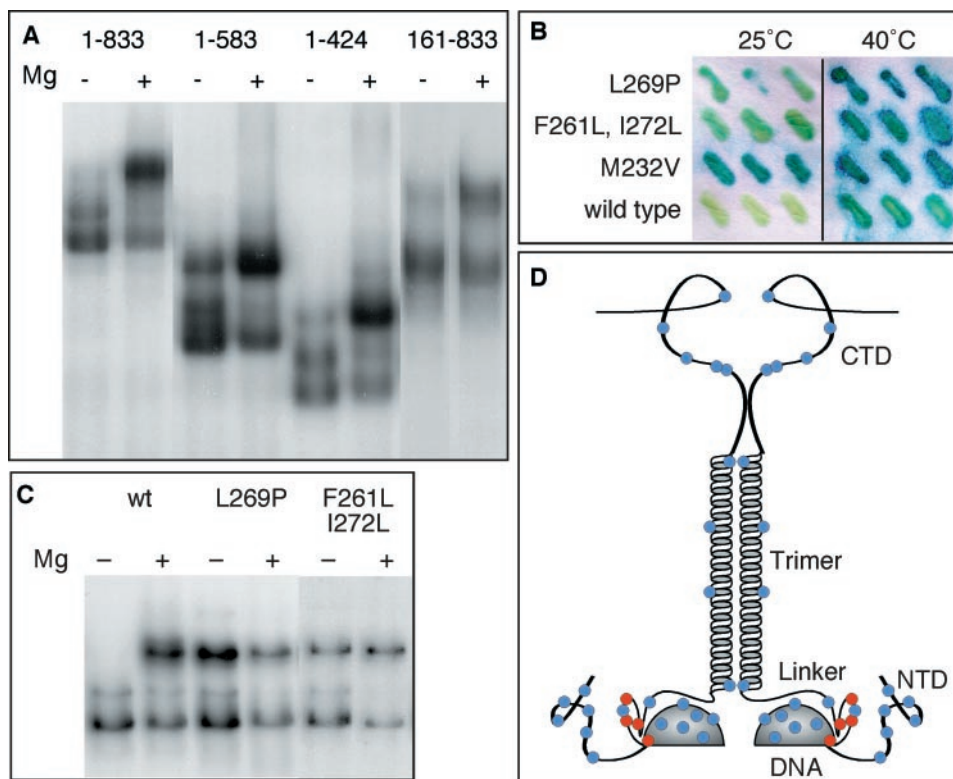 A
1-833 1-583 1-424 161-833
Mg - + - + - + - +
B
25°C 40°C
L269P
F261L, I272L
M232V
wild type
C
wt L269P F261L
I272L
Mg – + – + – +
D
CTD
Trimer
Linker
NTD
DNA